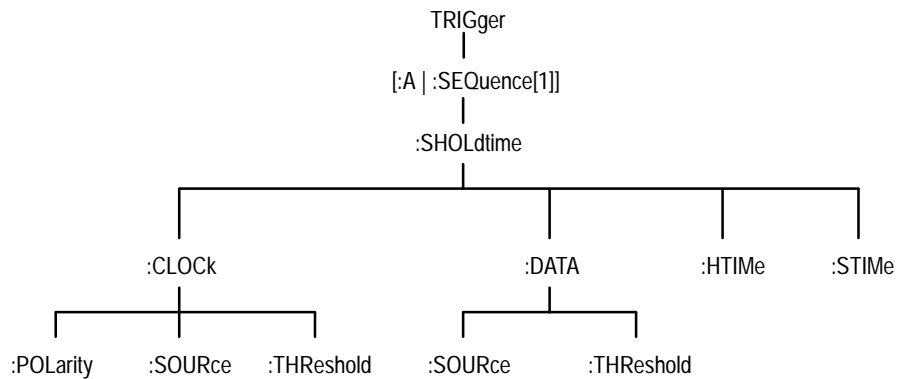 TRIGger
[:A | :SEQuence[1]]
:SHOLdtime
:CLOCk :DATA :HTIMe :STIMe
:POLarity :SOURce :THReshold :SOURce :THReshold